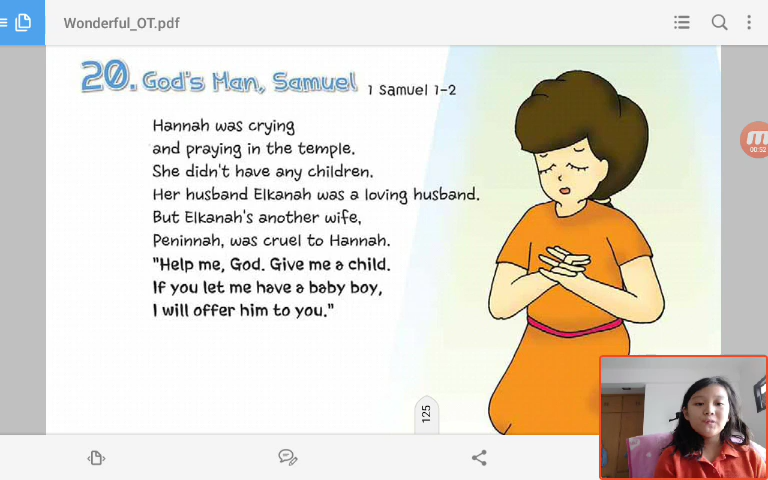 Wonderful_OT.pdf
20. God's Man, Samuel 1 Samuel 1-2
Hannah was crying
and praying in the temple.
She didn't have any children.
Her husband Elkanah was a loving husband.
But Elkanah's another wife,
Peninnah, was cruel to Hannah.
"Help me, God. Give me a child.
If you let me have a baby boy,
I will offer him to you."
125
00:52